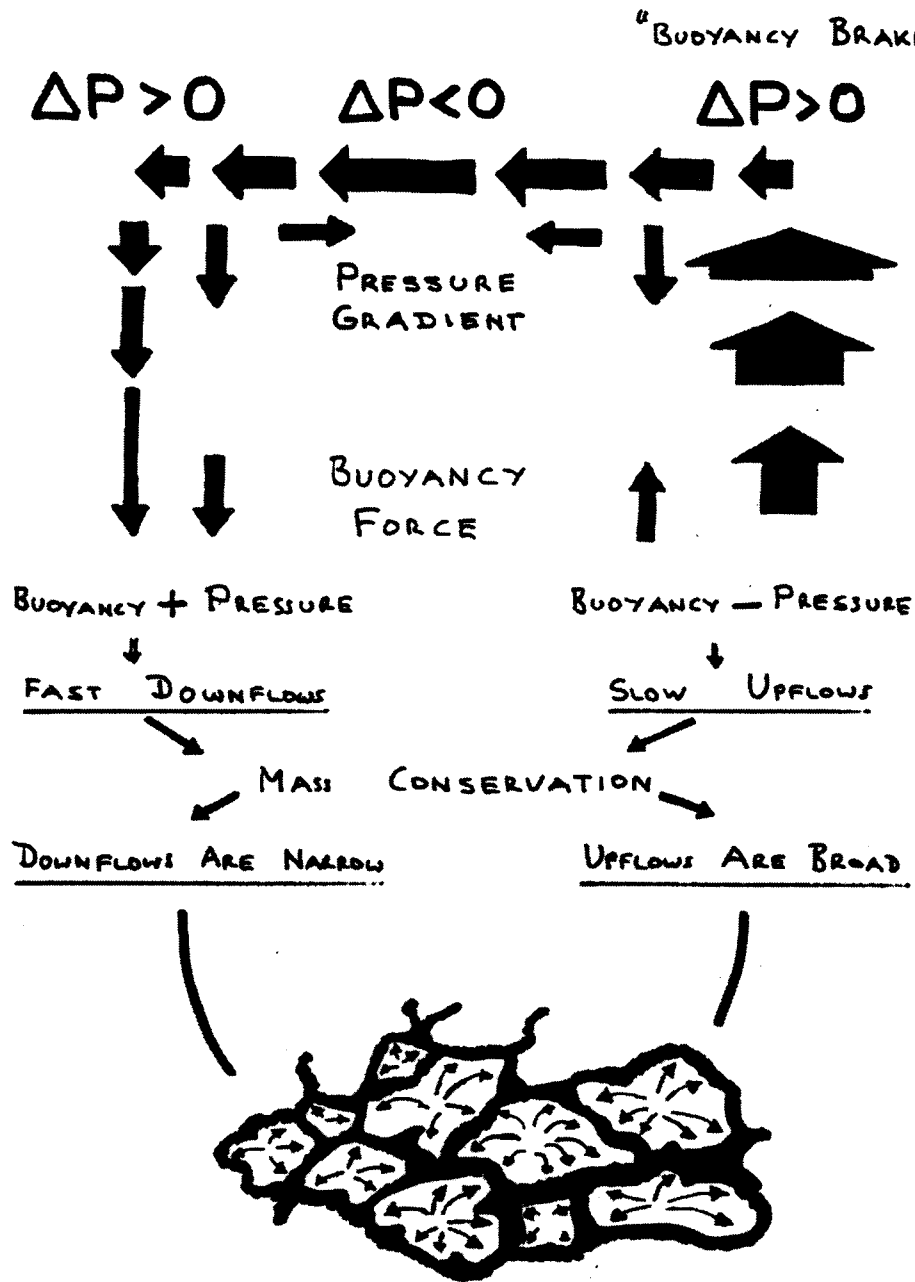 "BUOYANCY BRAK
ΔP > 0 ΔP < 0 ΔP > 0
PRESSURE
GRADIENT
BUOYANCY
FORCE
BUOYANCY + PRESSURE BUOYANCY - PRESSURE
FAST DOWNFLOWS SLOW UPFLOWS
MASS CONSERVATION
DOWNFLOWS ARE NARROW UPFLOWS ARE BROAD